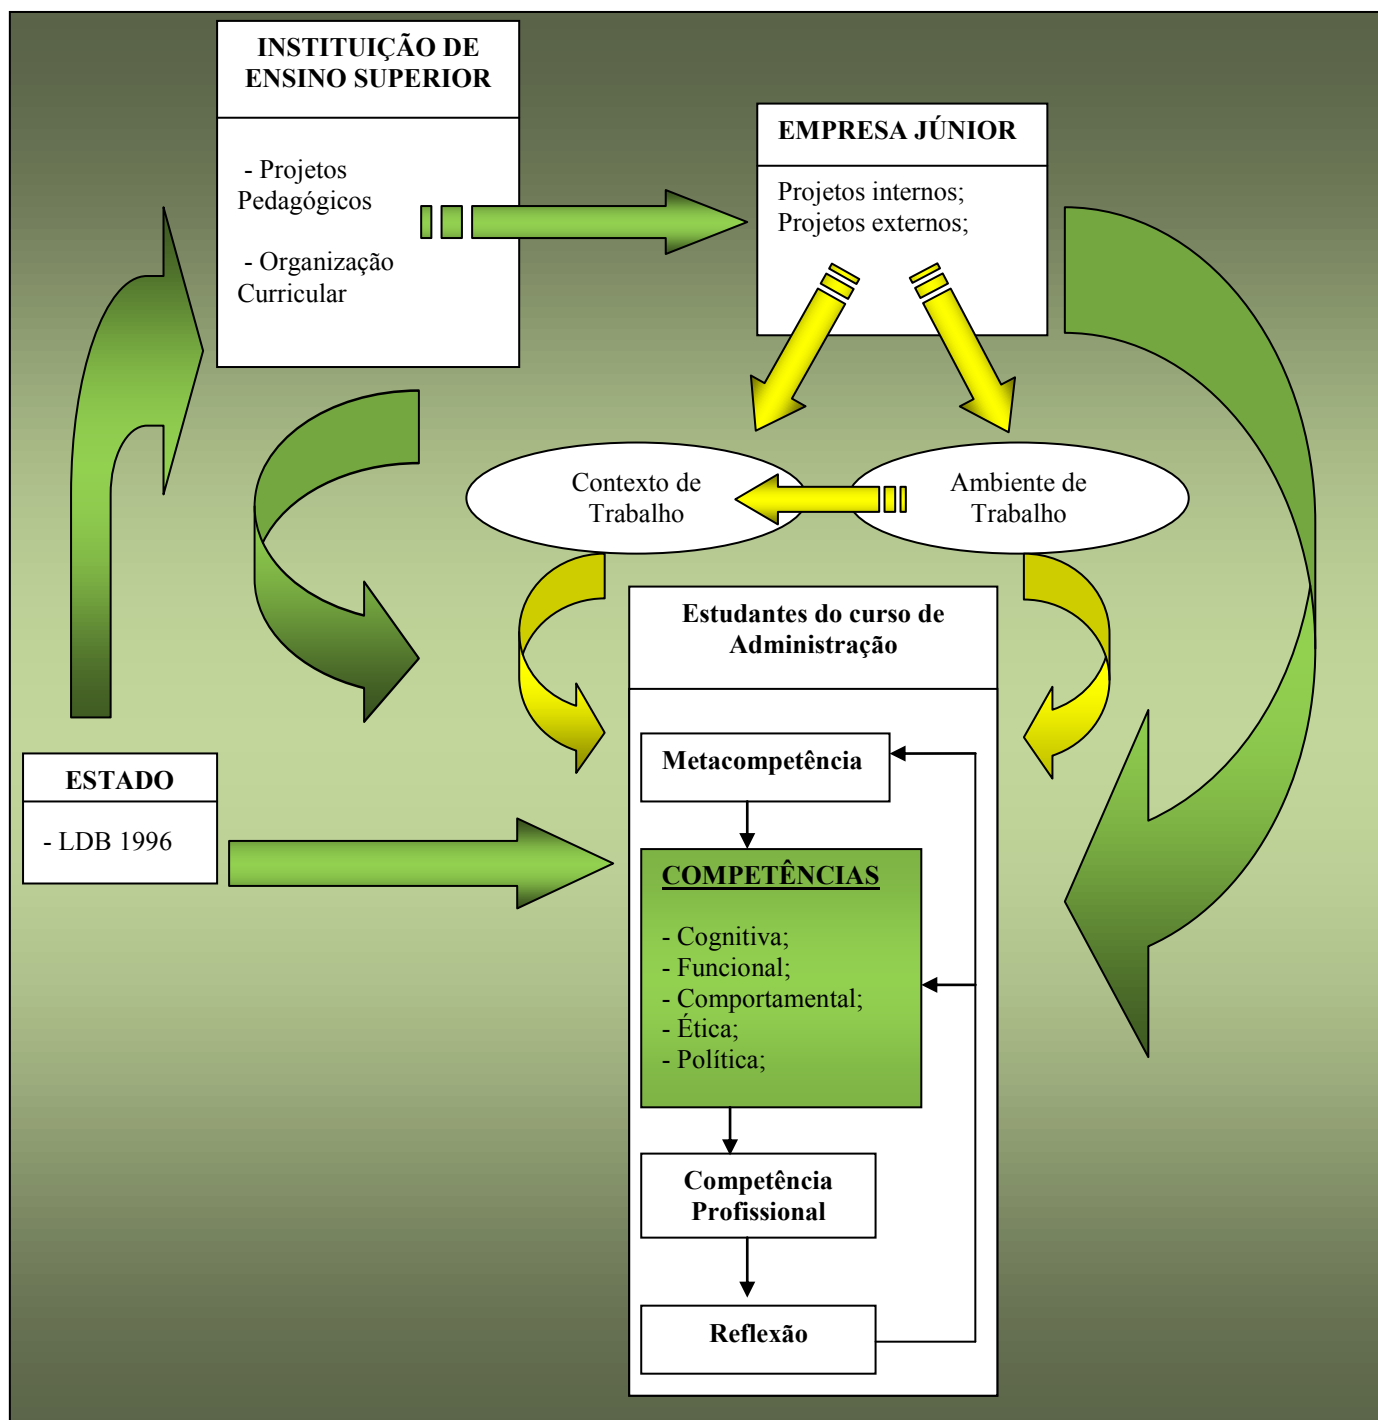 INSTITUIÇÃO DE
ENSINO SUPERIOR
- Projetos
Pedagógicos
- Organização
Curricular
EMPRESA JÚNIOR
Projetos internos;
Projetos externos;
Contexto de
Trabalho
Ambiente de
Trabalho
ESTADO
- LDB 1996
Estudantes do curso de
Administração
Metacompetência
COMPETÊNCIAS
- Cognitiva;
- Funcional;
- Comportamental;
- Ética;
- Política;
Competência
Profissional
Reflexão